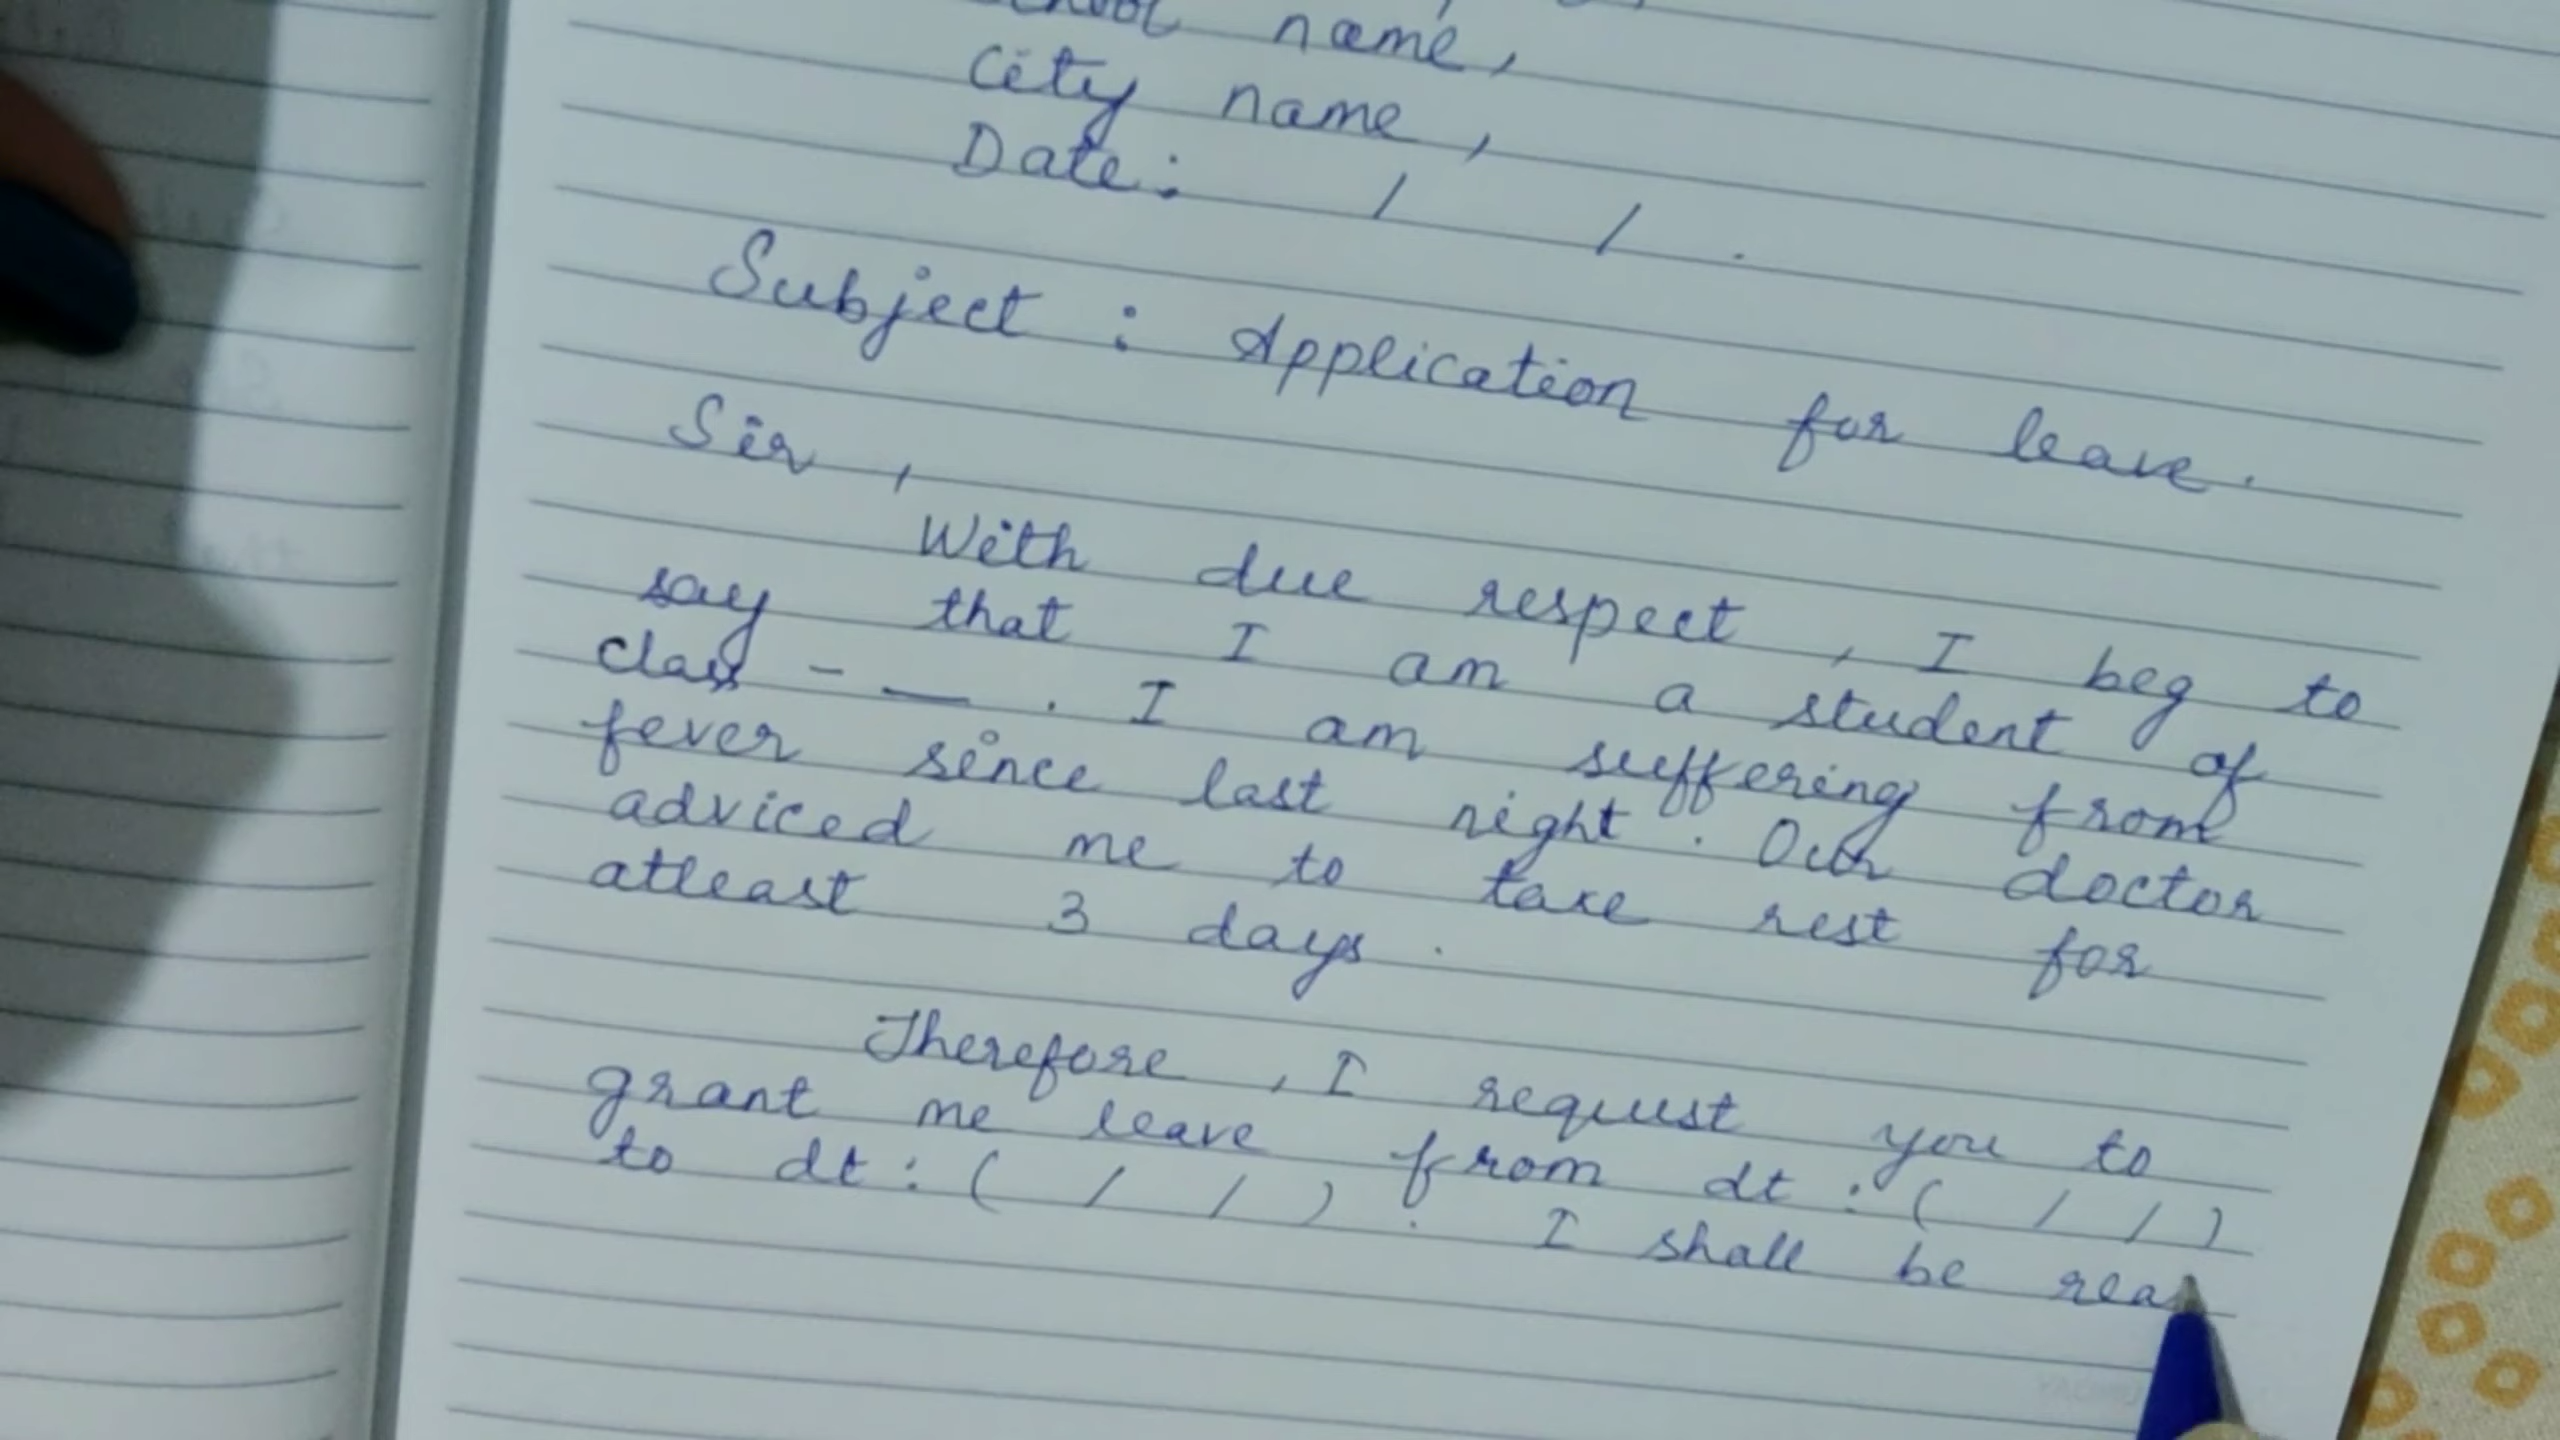 School name,
City name,
Date: / / .
Subject : Application for leave.
Sir,
With due respect, I beg to
say that I am a student of
class - — . I am suffering from
fever since last night. Our doctor
adviced me to take rest for
atleast 3 days.
Therefore, I request you to
grant me leave from dt : ( / / )
to dt : ( / / ) . I shall be rea